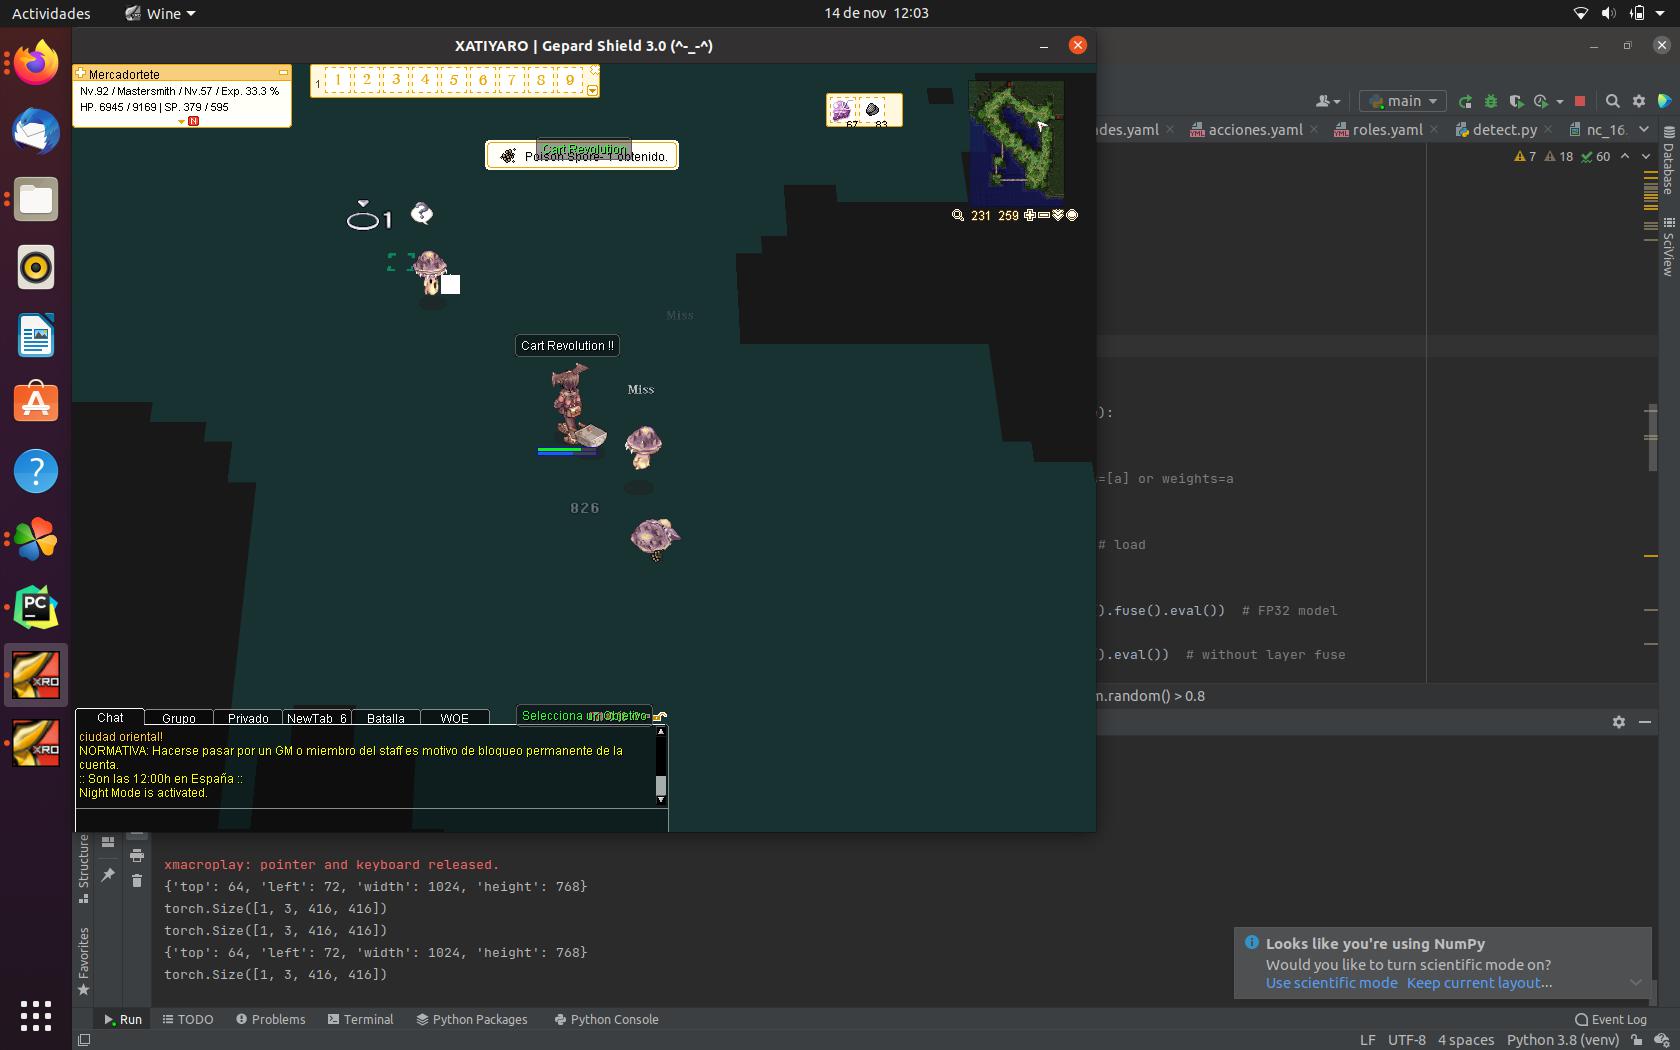 Actividades
Wine
14 de nov 12:03
XATIYARO | Gepard Shield 3.0 (^-_-^)
Mercadortete
Nv.92 / Mastersmith / Nv.57 / Exp. 33.3 %
HP. 6945 / 9169 | SP. 379 / 595
N
1 1 2 3 4 5 6 7 8 9
67 83
Cart Revolution
Poison Spore- 1 obtenido.
231 259
1
?
Miss
Cart Revolution !!
Miss
826
Chat Grupo Privado NewTab_6 Batalla WOE
ciudad oriental!
NORMATIVA: Hacerse pasar por un GM o miembro del staff es motivo de bloqueo permanente de la
cuenta.
:: Son las 12:00h en España ::
Night Mode is activated.
main
des.yaml acciones.yaml roles.yaml detect.py nc_16.
7 18 60
Database
SciView
):
=[a] or weights=a
# load
).fuse().eval()) # FP32 model
).eval()) # without layer fuse
m.random() > 0.8
xmacroplay: pointer and keyboard released.
{'top': 64, 'left': 72, 'width': 1024, 'height': 768}
torch.Size([1, 3, 416, 416])
torch.Size([1, 3, 416, 416])
{'top': 64, 'left': 72, 'width': 1024, 'height': 768}
torch.Size([1, 3, 416, 416])
Structure
Favorites
Looks like you're using NumPy
Would you like to turn scientific mode on?
Use scientific mode Keep current layout...
Run TODO Problems Terminal Python Packages Python Console
Event Log
LF UTF-8 4 spaces Python 3.8 (venv)
A
?
PC
XRO
XRO